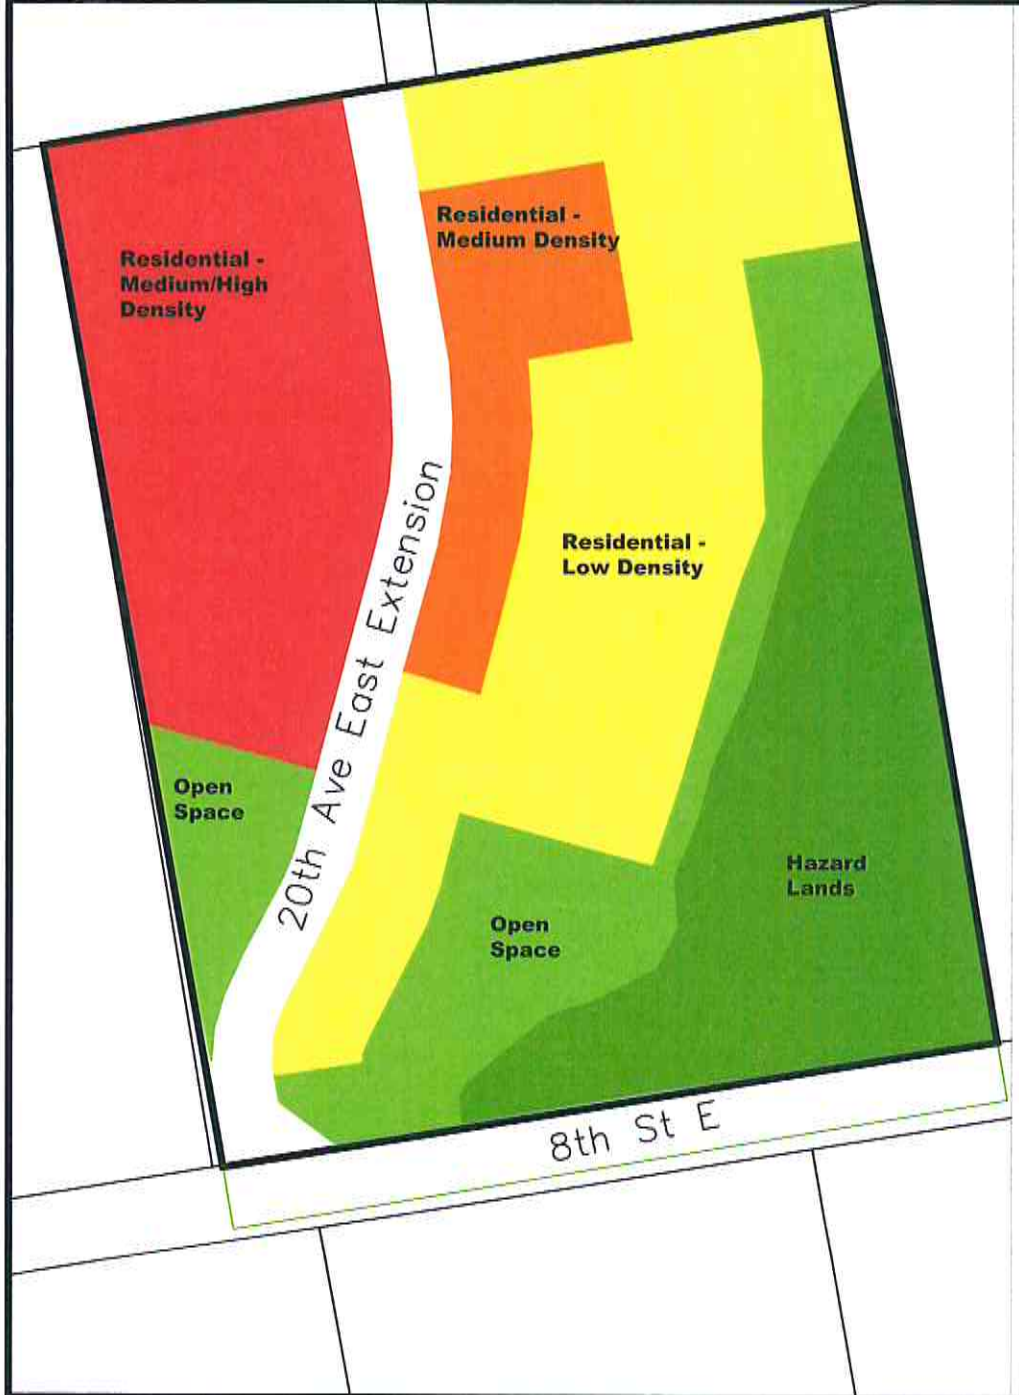 Residential -
Medium Density
Residential -
Medium/High
Density
20th Ave East Extension
Residential -
Low Density
Open
Space
Hazard
Lands
Open
Space
8th St E